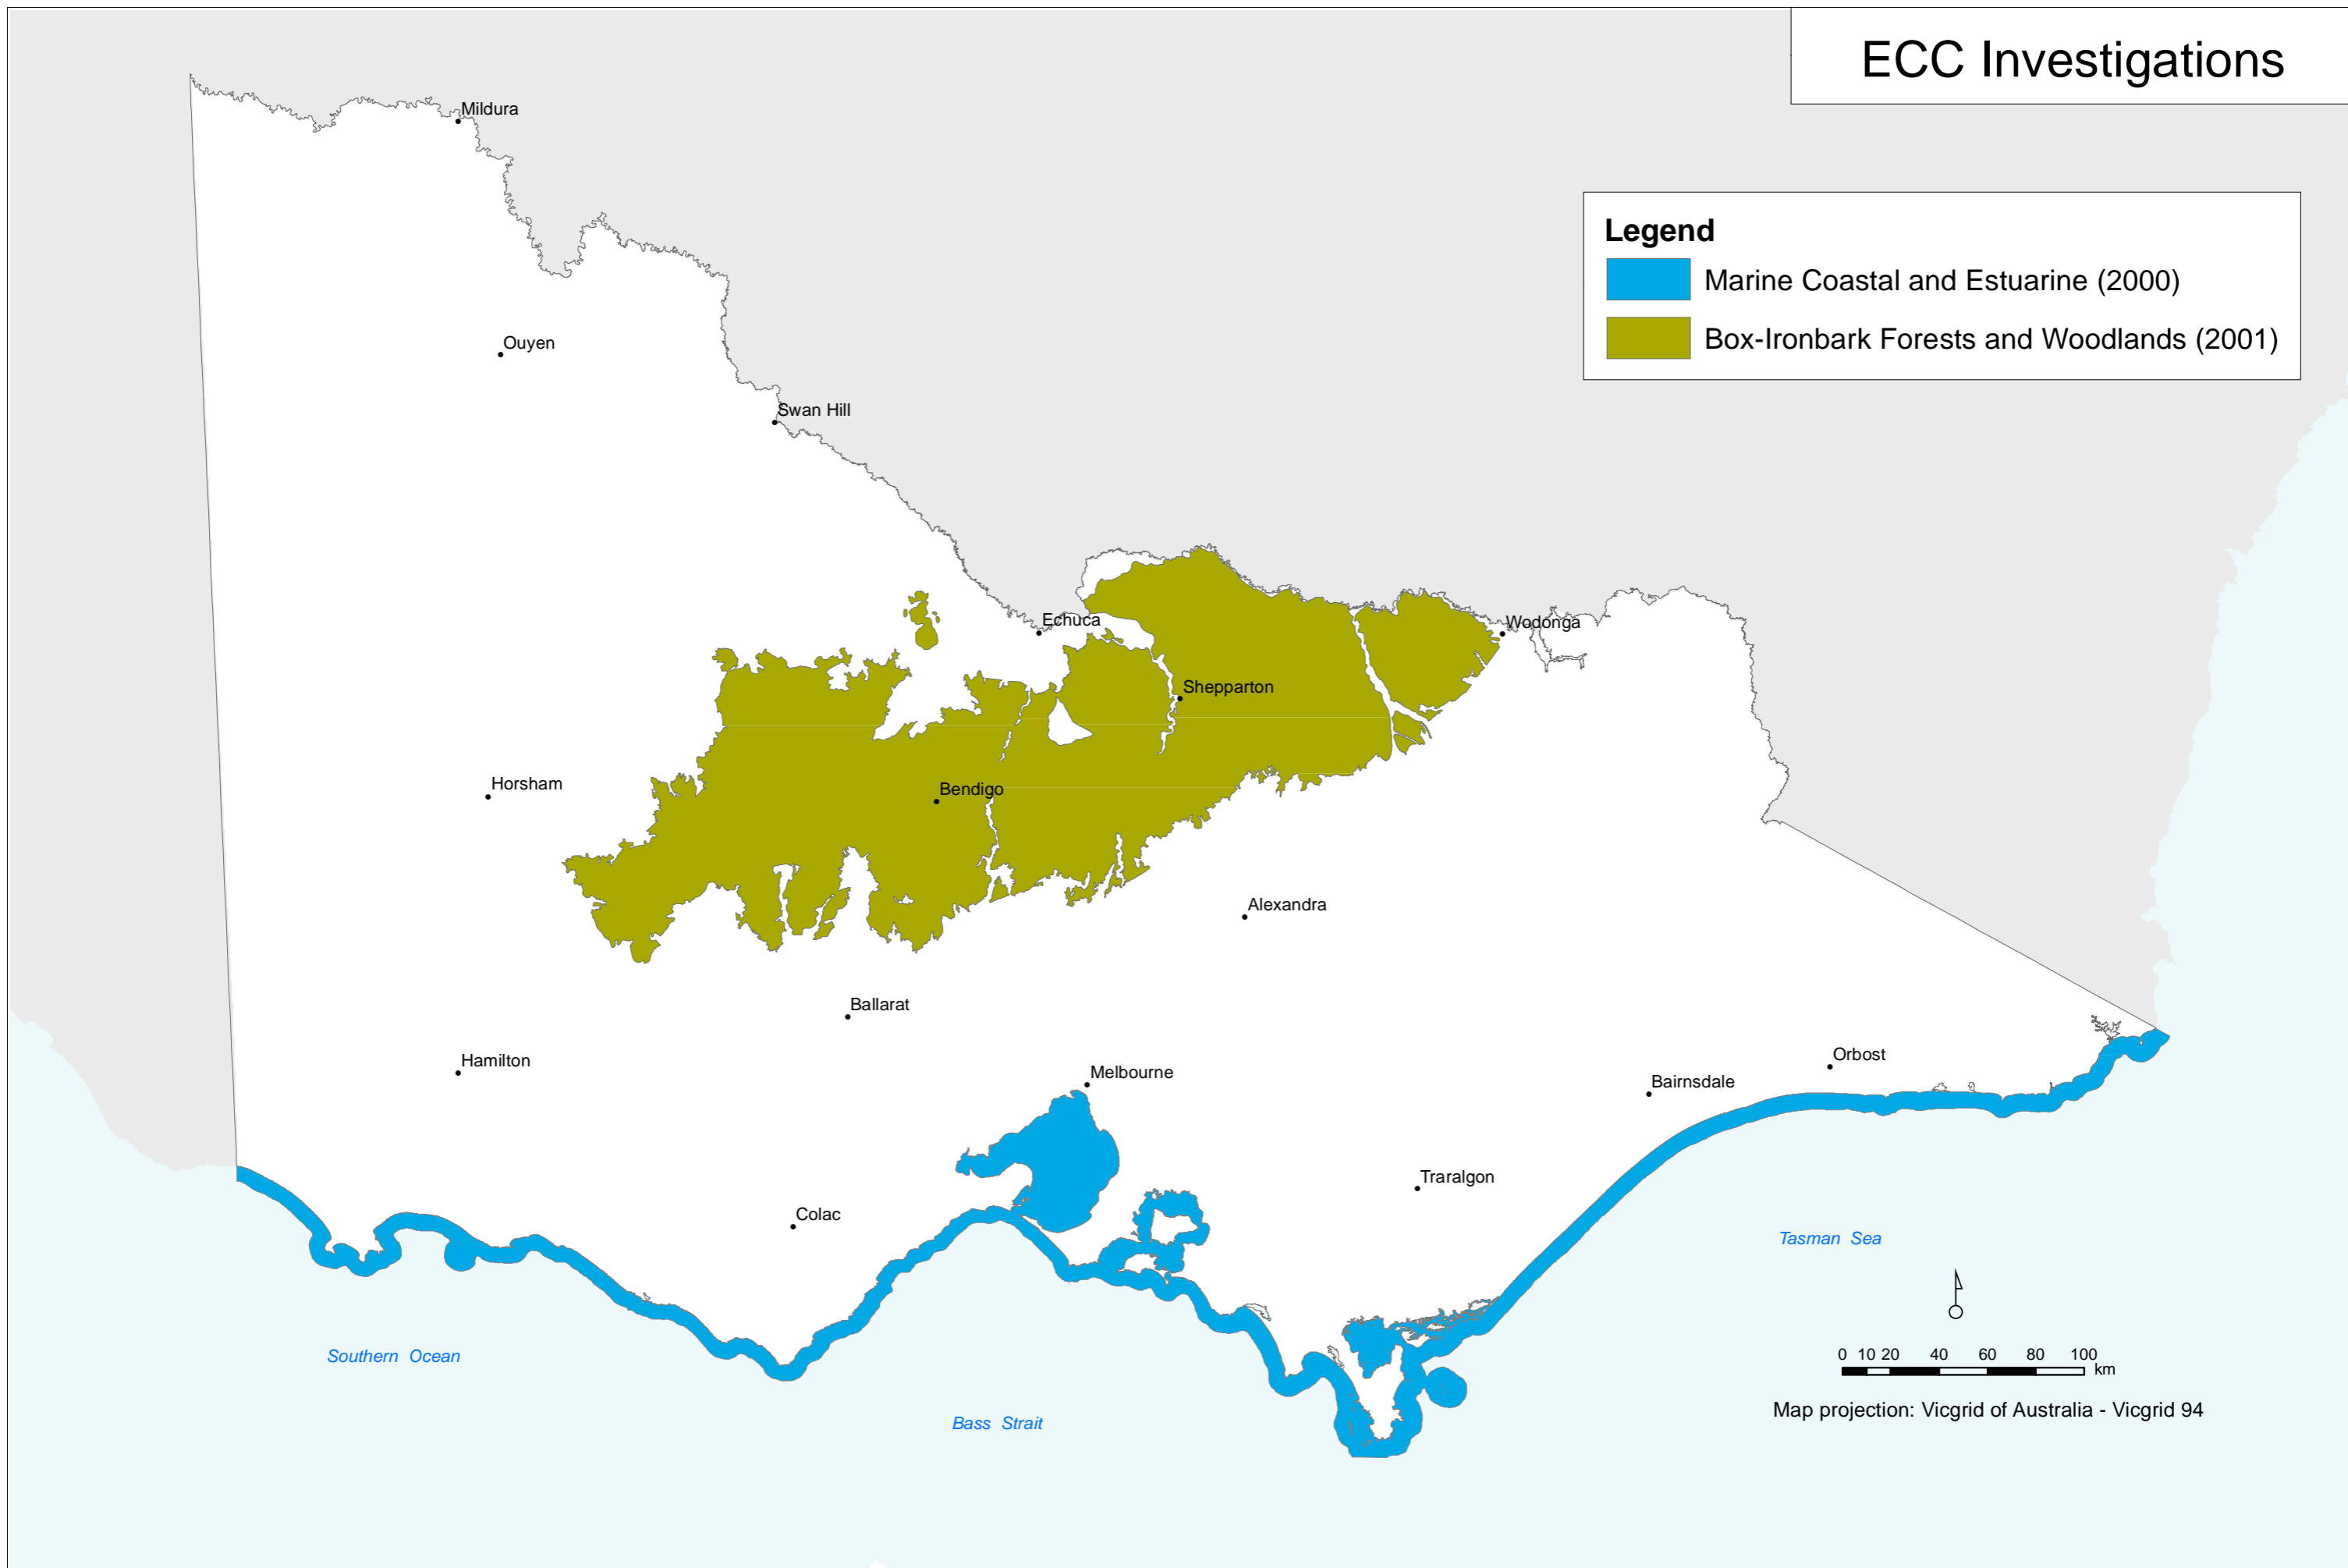 ECC Investigations
Mildura
Legend
Marine Coastal and Estuarine (2000)
Box-Ironbark Forests and Woodlands (2001)
Ouyen
Swan Hill
Echuca
Wodonga
Shepparton
Horsham
Bendigo
Alexandra
Ballarat
Hamilton
Melbourne
Orbost
Bairnsdale
Traralgon
Colac
Tasman Sea
Southern Ocean
Bass Strait
0 10 20 40 60 80 100
km
Map projection: Vicgrid of Australia - Vicgrid 94